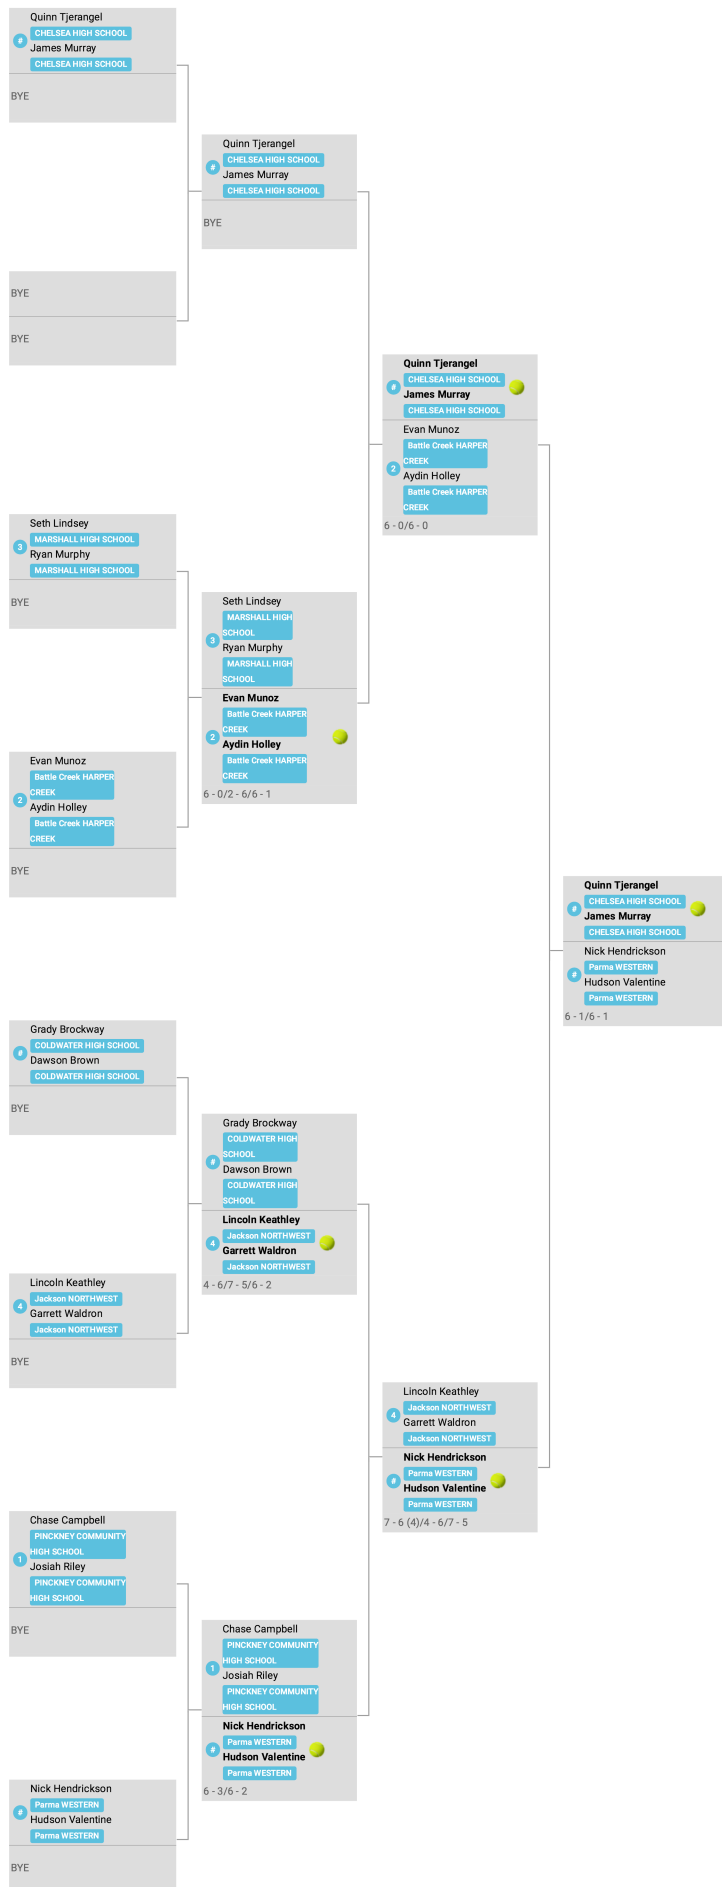 Quinn Tjerangel
CHELSEA HIGH SCHOOL
#
James Murray
CHELSEA HIGH SCHOOL
BYE
Quinn Tjerangel
CHELSEA HIGH SCHOOL
#
James Murray
CHELSEA HIGH SCHOOL
BYE
BYE
BYE
Quinn Tjerangel
CHELSEA HIGH SCHOOL
#
James Murray
CHELSEA HIGH SCHOOL
Evan Munoz
Battle Creek HARPER
CREEK
2
Aydin Holley
Battle Creek HARPER
CREEK
6 - 0/6 - 0
Seth Lindsey
MARSHALL HIGH SCHOOL
3
Ryan Murphy
MARSHALL HIGH SCHOOL
BYE
Seth Lindsey
MARSHALL HIGH
SCHOOL
3
Ryan Murphy
MARSHALL HIGH
SCHOOL
Evan Munoz
Battle Creek HARPER
CREEK
2
Aydin Holley
Battle Creek HARPER
CREEK
6 - 0/2 - 6/6 - 1
Evan Munoz
Battle Creek HARPER
CREEK
2
Aydin Holley
Battle Creek HARPER
CREEK
BYE
Quinn Tjerangel
CHELSEA HIGH SCHOOL
#
James Murray
CHELSEA HIGH SCHOOL
Nick Hendrickson
Parma WESTERN
#
Hudson Valentine
Parma WESTERN
6 - 1/6 - 1
Grady Brockway
COLDWATER HIGH SCHOOL
#
Dawson Brown
COLDWATER HIGH SCHOOL
BYE
Grady Brockway
COLDWATER HIGH
SCHOOL
#
Dawson Brown
COLDWATER HIGH
SCHOOL
Lincoln Keathley
Jackson NORTHWEST
4
Garrett Waldron
Jackson NORTHWEST
4 - 6/7 - 5/6 - 2
Lincoln Keathley
Jackson NORTHWEST
4
Garrett Waldron
Jackson NORTHWEST
BYE
Lincoln Keathley
Jackson NORTHWEST
4
Garrett Waldron
Jackson NORTHWEST
Nick Hendrickson
Parma WESTERN
#
Hudson Valentine
Parma WESTERN
7 - 6 (4)/4 - 6/7 - 5
Chase Campbell
PINCKNEY COMMUNITY
HIGH SCHOOL
1
Josiah Riley
PINCKNEY COMMUNITY
HIGH SCHOOL
BYE
Chase Campbell
PINCKNEY COMMUNITY
HIGH SCHOOL
1
Josiah Riley
PINCKNEY COMMUNITY
HIGH SCHOOL
Nick Hendrickson
Parma WESTERN
#
Hudson Valentine
Parma WESTERN
6 - 3/6 - 2
Nick Hendrickson
Parma WESTERN
#
Hudson Valentine
Parma WESTERN
BYE